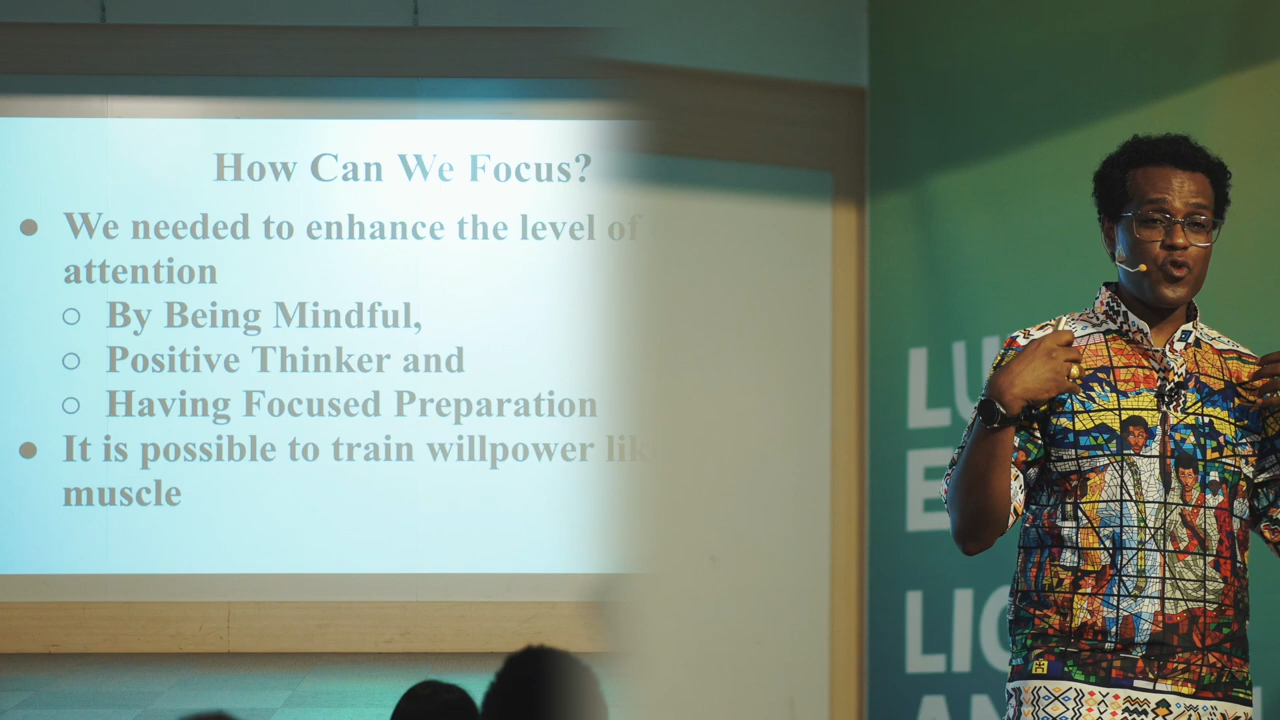 How Can We Focus?
We needed to enhance the level of
attention
By Being Mindful,
Positive Thinker and
Having Focused Preparation
It is possible to train willpower
muscle